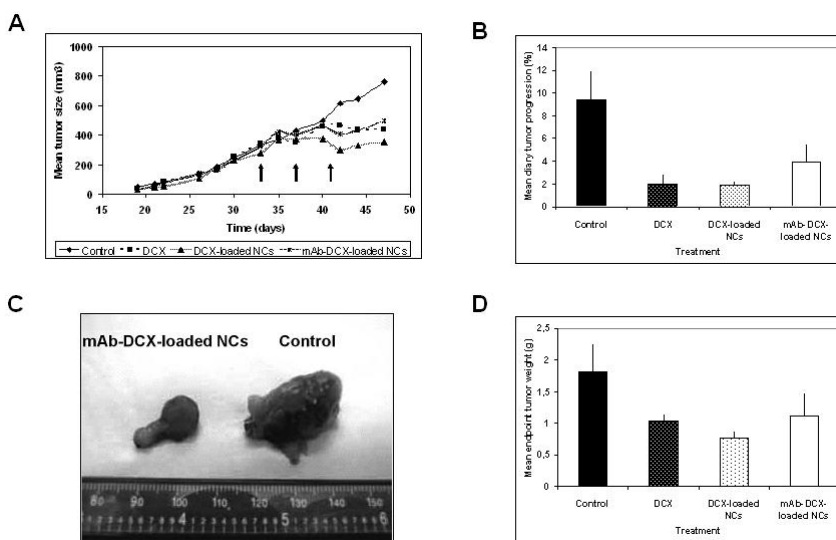 A
Mean tumor size (mm3)
1000
800
600
400
200
0
15 20 25 30 35 40 45 50
Time (days)
Control DCX DCX-loaded NCs mAb-DCX-loaded NCs
B
Mean diary tumor progression (%)
14
12
10
8
6
4
2
0
Control DCX DCX-loaded NCs mAb-DCX-loaded NCs
Treatment
C
mAb-DCX-loaded NCs Control
80 90 100 110 120 130 140 150
4 5 6
D
Mean endpoint tumor weight (g)
2,5
2
1,5
1
0,5
0
Control DCX DCX-loaded NCs mAb-DCX-loaded NCs
Treatment